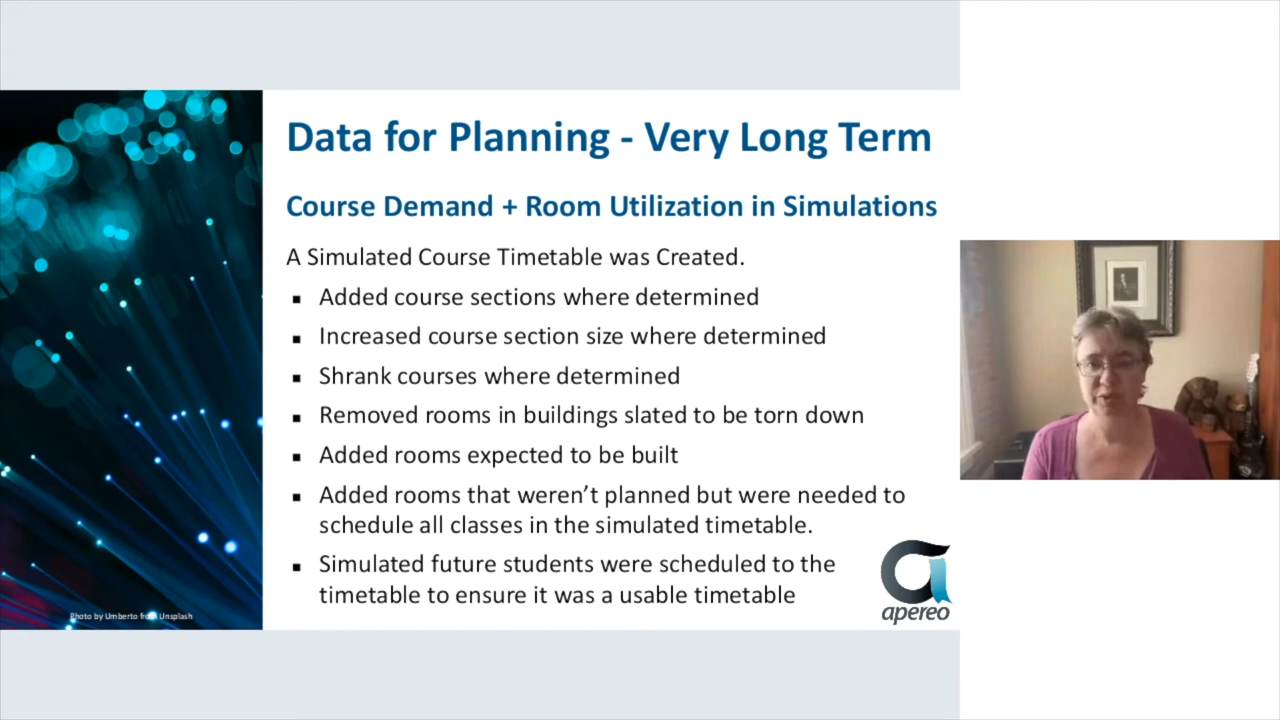 Data for Planning - Very Long Term
Course Demand + Room Utilization in Simulations
A Simulated Course Timetable was Created.
▪ Added course sections where determined
▪ Increased course section size where determined
▪ Shrank courses where determined
▪ Removed rooms in buildings slated to be torn down
▪ Added rooms expected to be built
▪ Added rooms that weren’t planned but were needed to
schedule all classes in the simulated timetable.
▪ Simulated future students were scheduled to the
timetable to ensure it was a usable timetable
apereo
Photo by Umberto from Unsplash